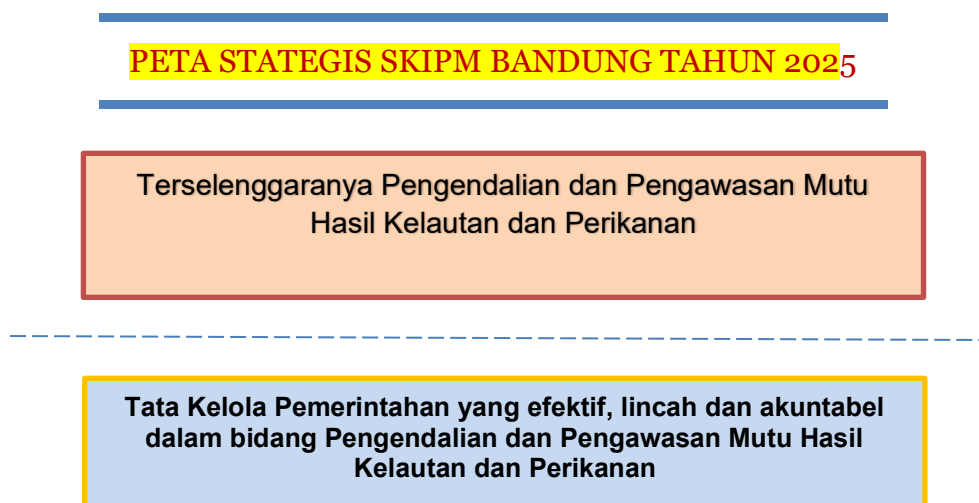 PETA STATEGIS SKIPM BANDUNG TAHUN 2025
Terselenggaranya Pengendalian dan Pengawasan Mutu
Hasil Kelautan dan Perikanan
Tata Kelola Pemerintahan yang efektif, lincah dan akuntabel
dalam bidang Pengendalian dan Pengawasan Mutu Hasil
Kelautan dan Perikanan